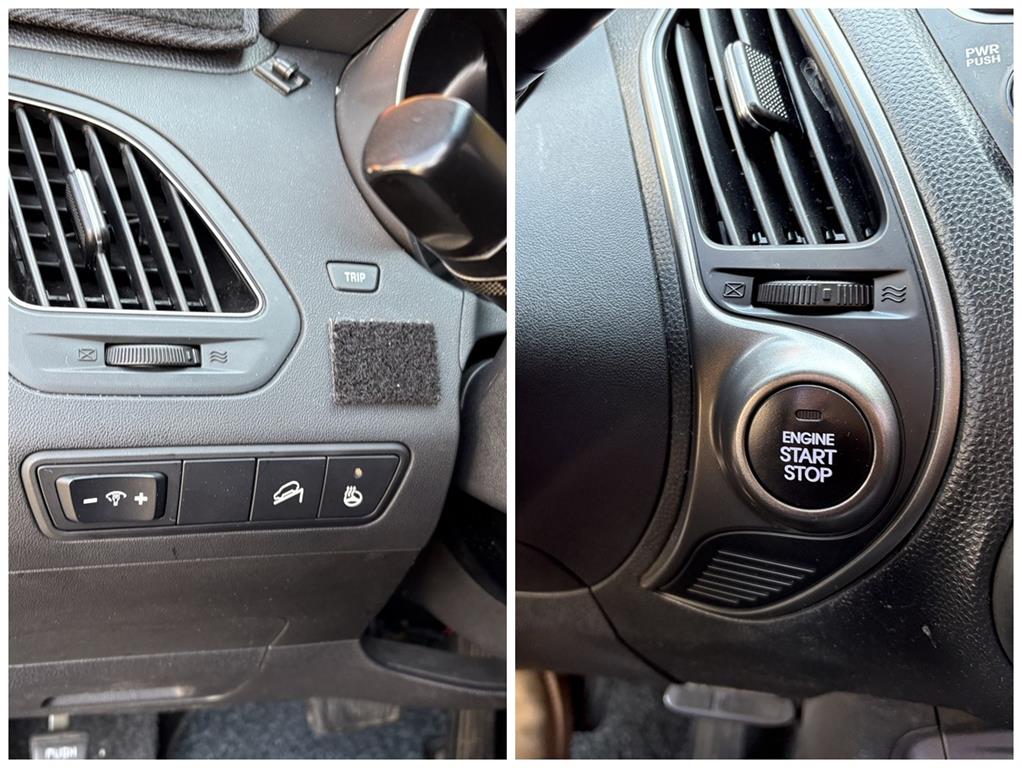 TRIP
- +
PUSH
PWR
PUSH
ENGINE
START
STOP